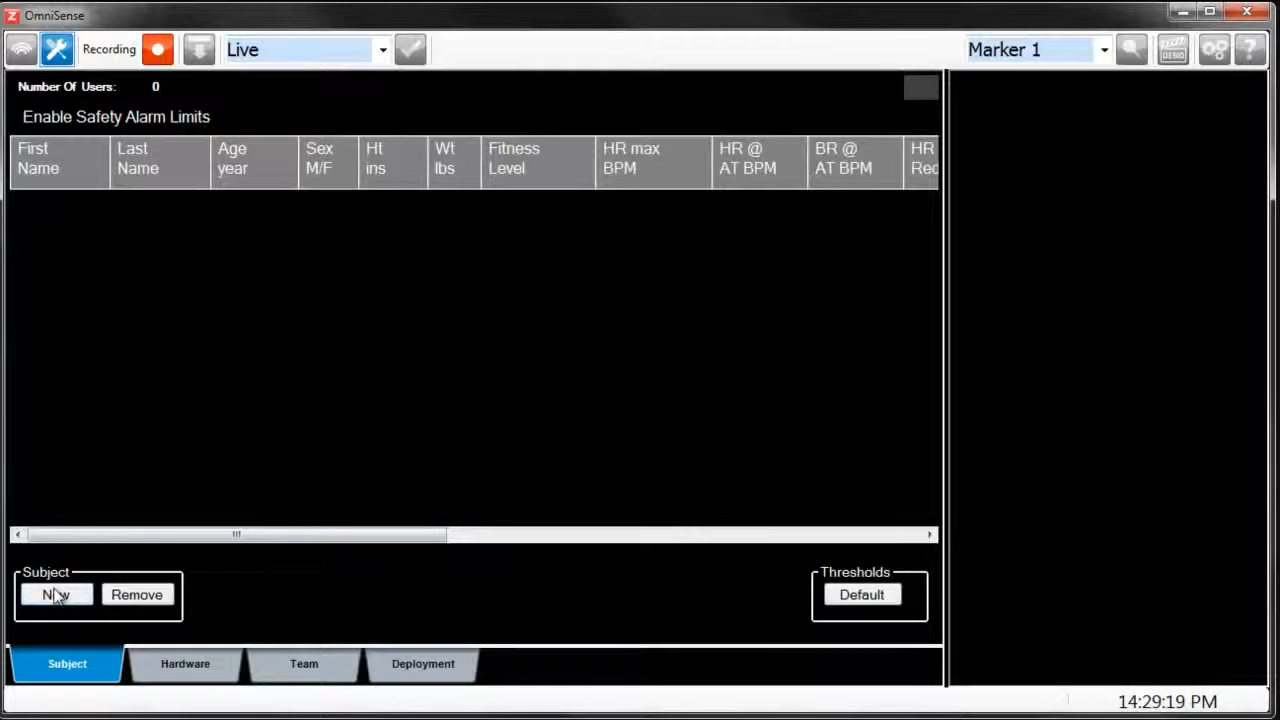 OmniSense
Recording Live Marker 1 DEMO ?
Number Of Users: 0
Enable Safety Alarm Limits
First Name Last Name Age year Sex M/F Ht ins Wt lbs Fitness Level HR max BPM HR @ AT BPM BR @ AT BPM HR
Subject Thresholds
New Remove Default
Subject Hardware Team Deployment
14:29:19 PM